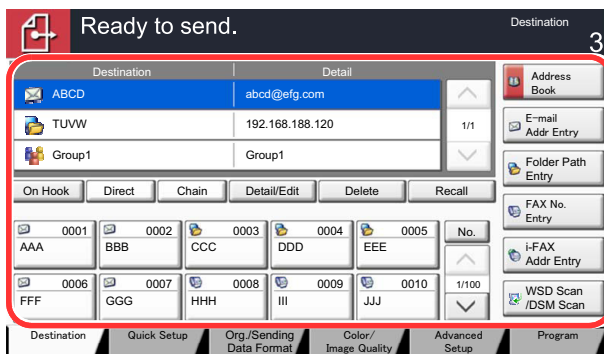 Ready to send.
Destination
3
Destination Detail
ABCD abcd@efg.com
TUVW 192.168.188.120
1/1
Group1 Group1
On Hook Direct Chain Detail/Edit Delete Recall
0001 0002 0003 0004 0005 No.
AAA BBB CCC DDD EEE
0006 0007 0008 0009 0010 1/100
FFF GGG HHH III JJJ
Address
Book
E-mail
Addr Entry
Folder Path
Entry
FAX No.
Entry
i-FAX
Addr Entry
WSD Scan
/DSM Scan
Destination Quick Setup Org./Sending
Data Format Color/
Image Quality Advanced
Setup Program